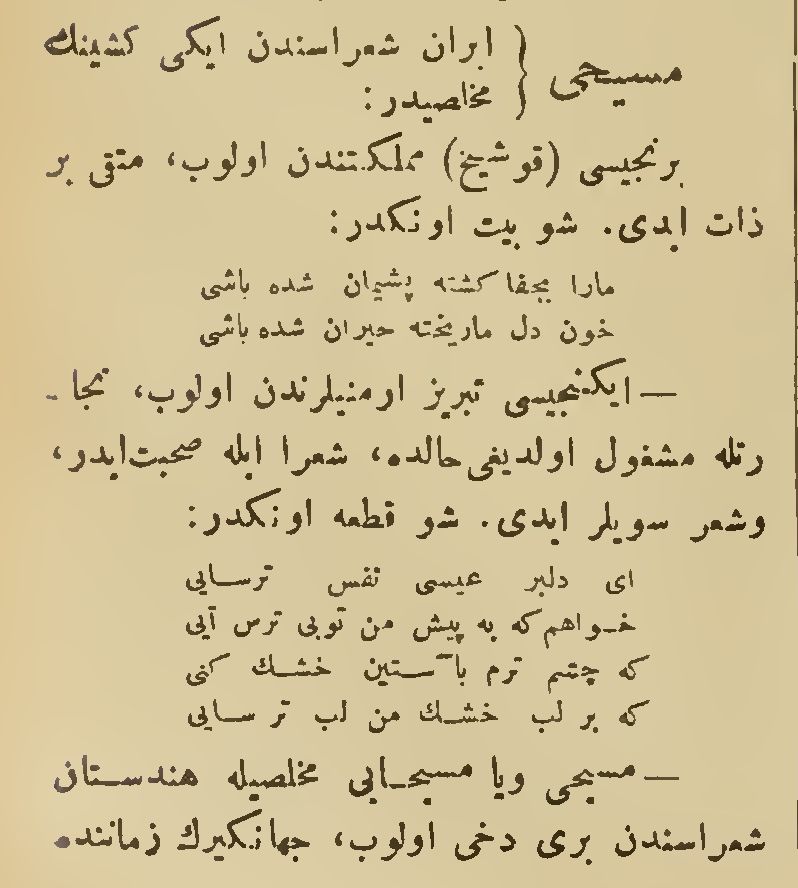 مسیحی { ایران شعراسندن ایکی کشینك
مخلصیدر:
برنجیسی (قوشیخ) مملکتندن اولوب، متقی بر
ذات ایدی. شو بیت اونکدر:
مارا بجفا کشته پشیمان شده باشی
خون دل ماریخته حیران شده باشی
— ایکنجیسی تبریز ارمنیلرندن اولوب، تجا-
رتله مشغول اولدیغی حالده، شعرا ایله صحبت ایدر،
وشعر سویلر ایدی. شو قطعه اونکدر:
ای دلبر عیسی نفس ترسایی
خواهم که به پیش من توبی ترس آیی
که چشم ترم باآستین خشك کنی
که بر لب خشك من لب تر سایی
— مسیحی ویا مسیحایی مخلصیله هندستان
شعراسندن بری دخی اولوب، جهانکیرك زماننده